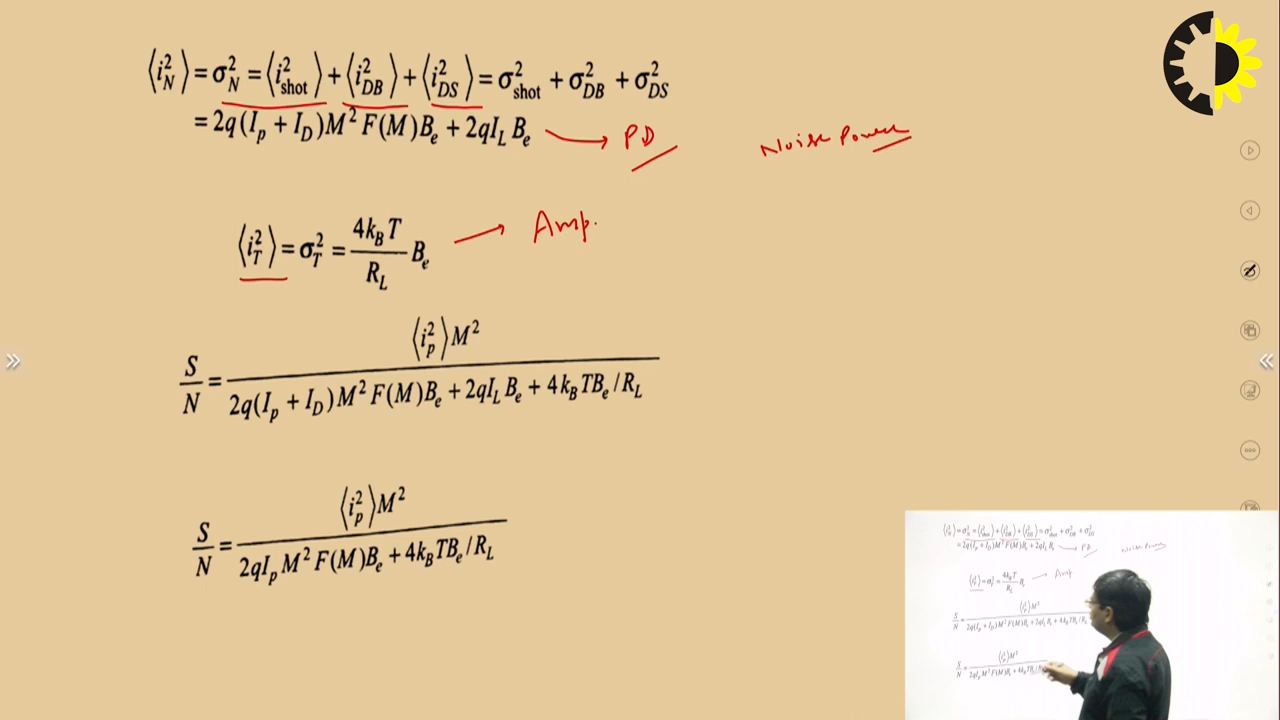 ⟨i_N^2⟩ = σ_N^2 = ⟨i_shot^2⟩ + ⟨i_DB^2⟩ + ⟨i_DS^2⟩ = σ_shot^2 + σ_DB^2 + σ_DS^2
= 2q(I_p + I_D)M^2 F(M)B_e + 2qI_L B_e → PD Noise Power
⟨i_T^2⟩ = σ_T^2 = 4k_B T / R_L B_e → Amp.
S/N = ⟨i_p^2⟩M^2 / 2q(I_p + I_D)M^2 F(M)B_e + 2qI_L B_e + 4k_B TB_e/R_L
S/N = ⟨i_p^2⟩M^2 / 2qI_p M^2 F(M)B_e + 4k_B TB_e/R_L